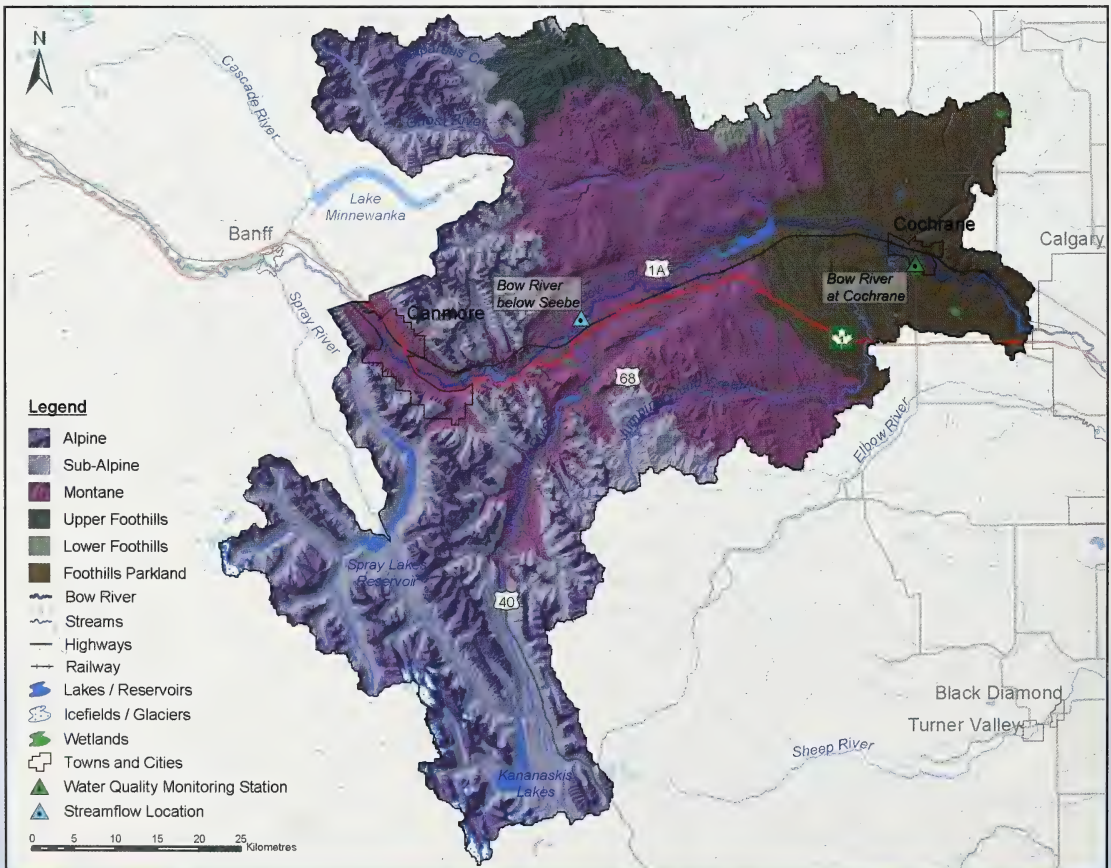 N
Cascade River
Ghost River
Lake
Minnewanka
Banff
Cochrane
Calgary
1A
Bow River
below Seebe
Bow River
at Cochrane
Canmore
Spray River
1
68
Elbow River
Legend
Alpine
Sub-Alpine
Montane
Upper Foothills
Lower Foothills
Foothills Parkland
Bow River
Streams
Highways
Railway
Lakes / Reservoirs
Icefields / Glaciers
Wetlands
Towns and Cities
Water Quality Monitoring Station
Streamflow Location
Spray Lakes
Reservoir
40
Black Diamond
Turner Valley
Sheep River
Kananaskis
Lakes
0 5 10 15 20 25
Kilometres